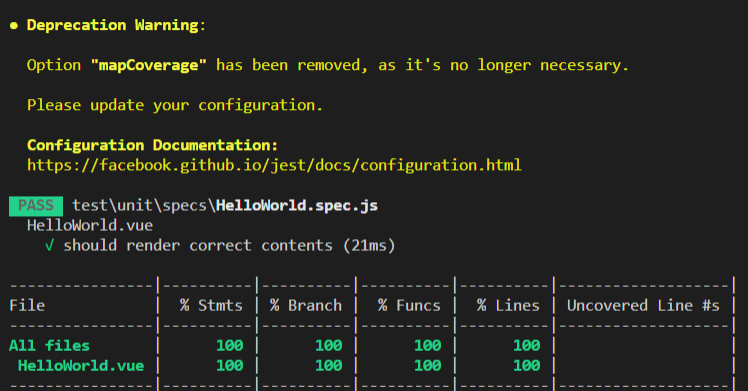 ● Deprecation Warning:
Option "mapCoverage" has been removed, as it's no longer necessary.
Please update your configuration.
Configuration Documentation:
https://facebook.github.io/jest/docs/configuration.html
PASS test\unit\specs\HelloWorld.spec.js
HelloWorld.vue
√ should render correct contents (21ms)
----------------|----------|----------|----------|----------|-------------------|
File | % Stmts | % Branch | % Funcs | % Lines | Uncovered Line #s |
----------------|----------|----------|----------|----------|-------------------|
All files | 100 | 100 | 100 | 100 | |
HelloWorld.vue | 100 | 100 | 100 | 100 | |
----------------|----------|----------|----------|----------|-------------------|